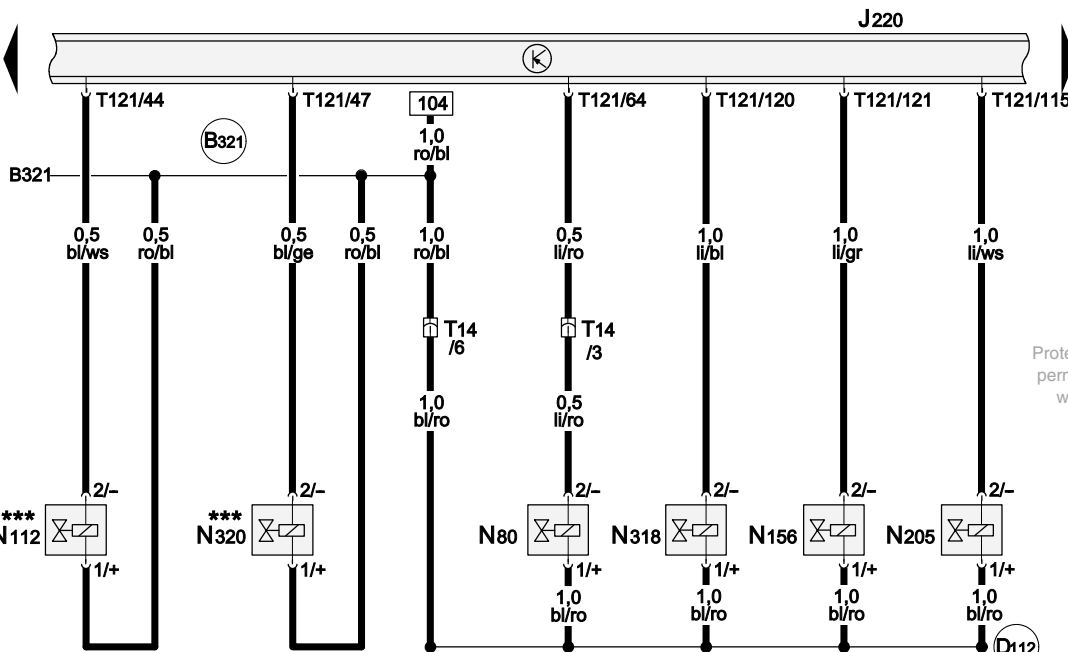 J220
T121/44 T121/47 104 T121/64 T121/120 T121/121 T121/115
B321
1,0
ro/bl
B321
0,5 0,5 0,5 0,5 1,0 0,5 1,0 1,0 1,0
bl/ws ro/bl bl/ge ro/bl ro/bl li/ro li/bl li/gr li/ws
T14 T14
/6 /3
Prote
perm
w
1,0 0,5
bl/ro li/ro
2/– 2/– 2/– 2/– 2/– 2/–
*** ***
N112 N320 N80 N318 N156 N205
1/+ 1/+ 1/+ 1/+ 1/+ 1/+
1,0 1,0 1,0 1,0
bl/ro bl/ro bl/ro bl/ro
D112